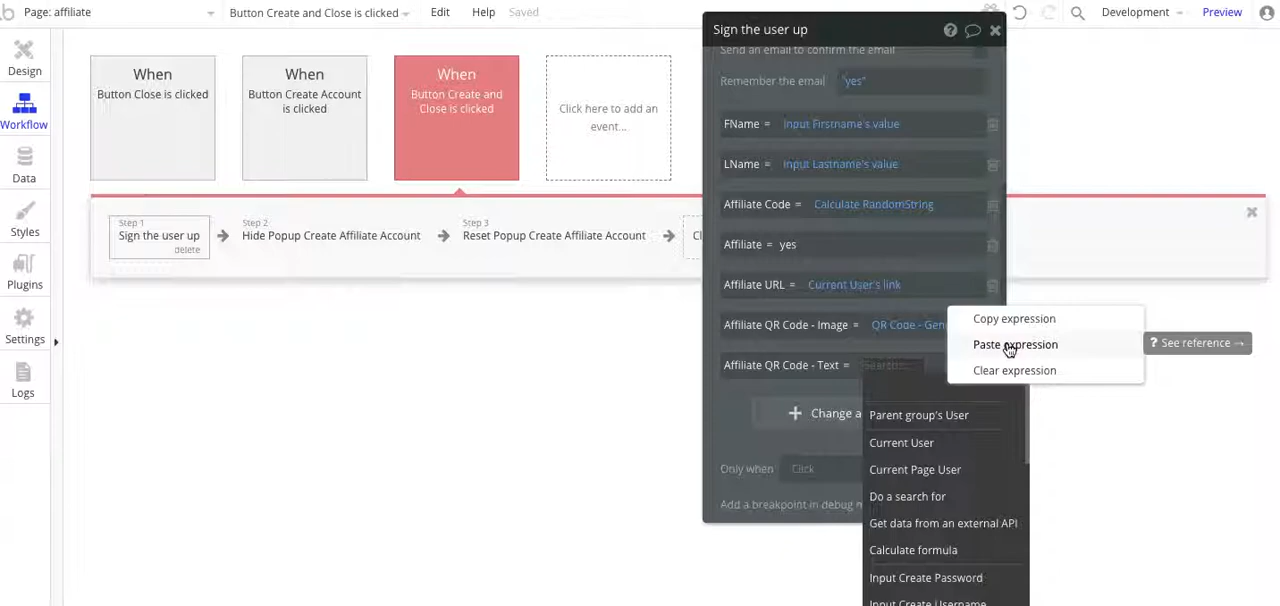 Page: affiliate
Button Create and Close is clicked
Edit
Help
Saved
Development
Preview
Design
Workflow
Data
Styles
Plugins
Settings
Logs
When
Button Close is clicked
When
Button Create Account
is clicked
When
Button Create and
Close is clicked
Click here to add an
event...
Step 1
Sign the user up
delete
Step 2
Hide Popup Create Affiliate Account
Step 3
Reset Popup Create Affiliate Account
Cl
Sign the user up
Send an email to confirm the email
Remember the email "yes"
FName = Input Firstname's value
LName = Input Lastname's value
Affiliate Code = Calculate RandomString
Affiliate = yes
Affiliate URL = Current User's link
Affiliate QR Code - Image = QR Code - Gen
Affiliate QR Code - Text = Search...
Change a
Only when Click
Add a breakpoint in debug m
Copy expression
Paste expression
Clear expression
? See reference →
Parent group's User
Current User
Current Page User
Do a search for
Get data from an external API
Calculate formula
Input Create Password
Input Create Username